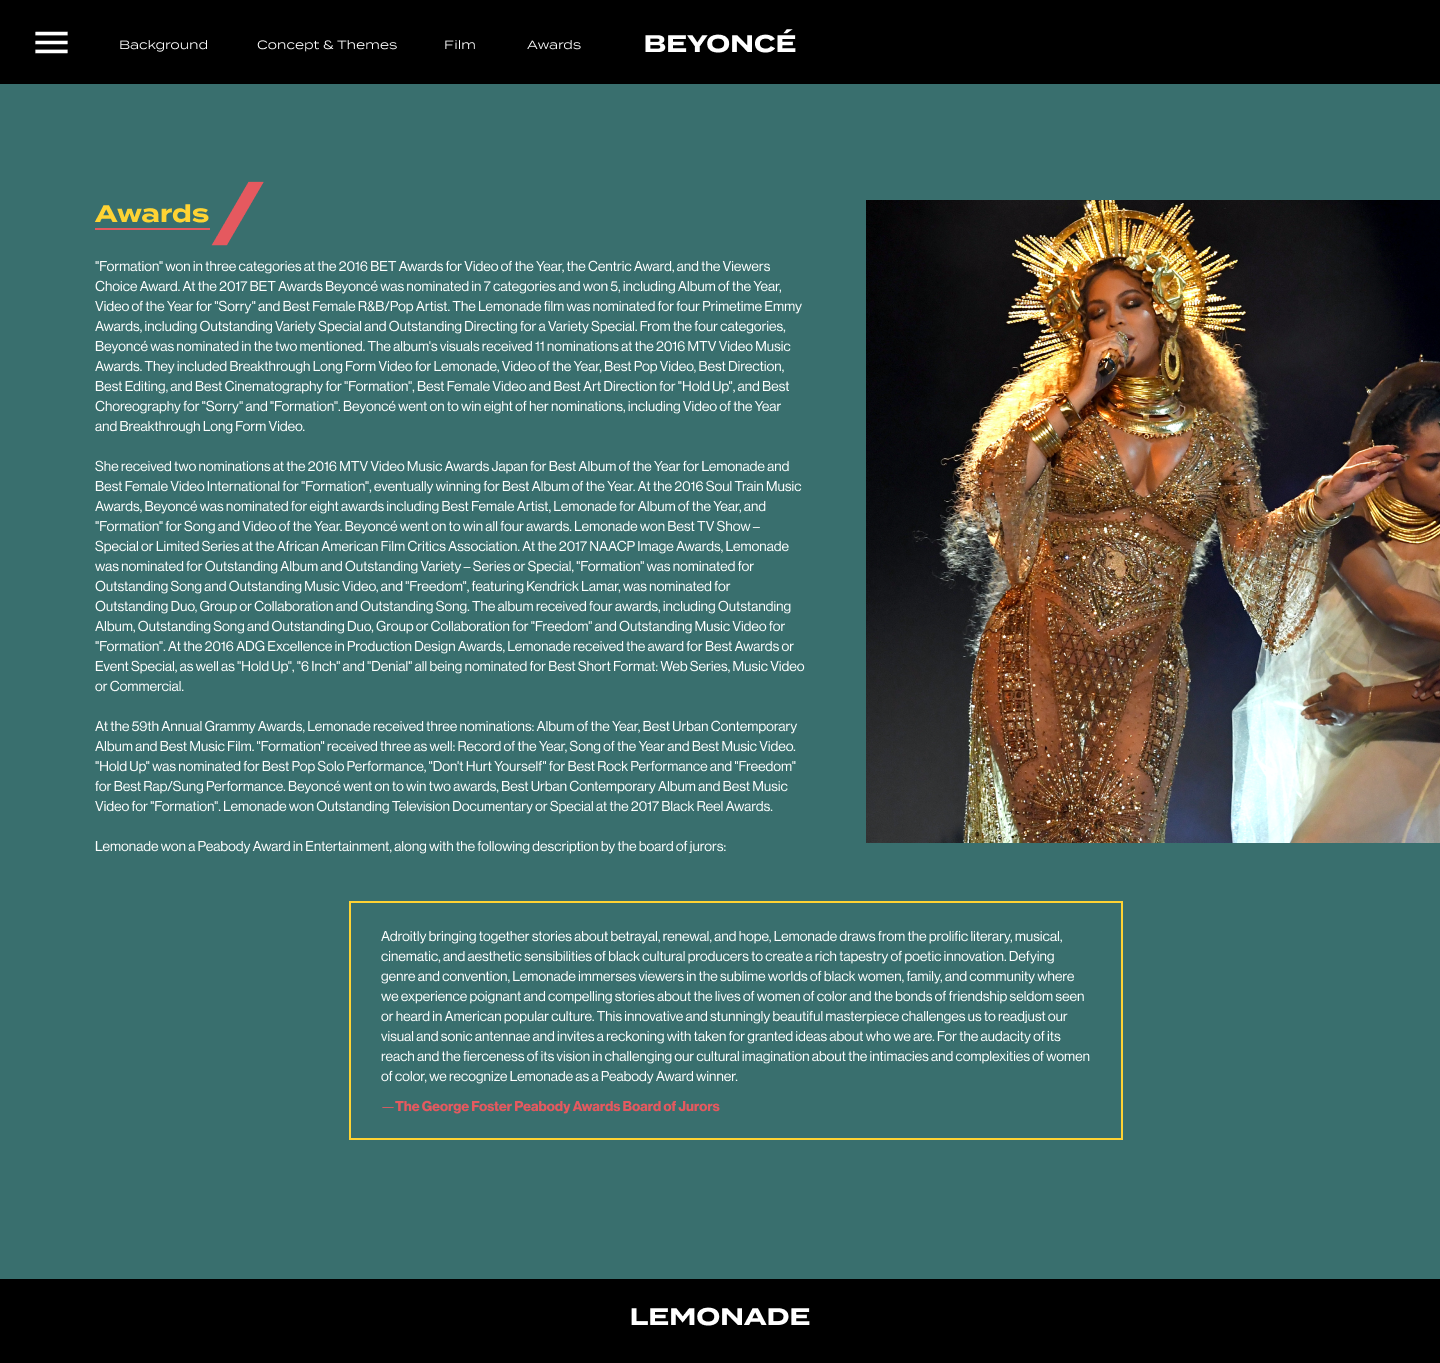 Background Concept & Themes Film Awards BEYONCÉ
Awards
"Formation" won in three categories at the 2016 BET Awards for Video of the Year, the Centric Award, and the Viewers
Choice Award. At the 2017 BET Awards Beyoncé was nominated in 7 categories and won 5, including Album of the Year,
Video of the Year for "Sorry" and Best Female R&B/Pop Artist. The Lemonade film was nominated for four Primetime Emmy
Awards, including Outstanding Variety Special and Outstanding Directing for a Variety Special. From the four categories,
Beyoncé was nominated in the two mentioned. The album's visuals received 11 nominations at the 2016 MTV Video Music
Awards. They included Breakthrough Long Form Video for Lemonade, Video of the Year, Best Pop Video, Best Direction,
Best Editing, and Best Cinematography for "Formation", Best Female Video and Best Art Direction for "Hold Up", and Best
Choreography for "Sorry" and "Formation". Beyoncé went on to win eight of her nominations, including Video of the Year
and Breakthrough Long Form Video.
She received two nominations at the 2016 MTV Video Music Awards Japan for Best Album of the Year for Lemonade and
Best Female Video International for "Formation", eventually winning for Best Album of the Year. At the 2016 Soul Train Music
Awards, Beyoncé was nominated for eight awards including Best Female Artist, Lemonade for Album of the Year, and
"Formation" for Song and Video of the Year. Beyoncé went on to win all four awards. Lemonade won Best TV Show –
Special or Limited Series at the African American Film Critics Association. At the 2017 NAACP Image Awards, Lemonade
was nominated for Outstanding Album and Outstanding Variety – Series or Special, "Formation" was nominated for
Outstanding Song and Outstanding Music Video, and "Freedom", featuring Kendrick Lamar, was nominated for
Outstanding Duo, Group or Collaboration and Outstanding Song. The album received four awards, including Outstanding
Album, Outstanding Song and Outstanding Duo, Group or Collaboration for "Freedom" and Outstanding Music Video for
"Formation". At the 2016 ADG Excellence in Production Design Awards, Lemonade received the award for Best Awards or
Event Special, as well as "Hold Up", "6 Inch" and "Denial" all being nominated for Best Short Format: Web Series, Music Video
or Commercial.
At the 59th Annual Grammy Awards, Lemonade received three nominations: Album of the Year, Best Urban Contemporary
Album and Best Music Film. "Formation" received three as well: Record of the Year, Song of the Year and Best Music Video.
"Hold Up" was nominated for Best Pop Solo Performance, "Don't Hurt Yourself" for Best Rock Performance and "Freedom"
for Best Rap/Sung Performance. Beyoncé went on to win two awards, Best Urban Contemporary Album and Best Music
Video for "Formation". Lemonade won Outstanding Television Documentary or Special at the 2017 Black Reel Awards.
Lemonade won a Peabody Award in Entertainment, along with the following description by the board of jurors:
Adroitly bringing together stories about betrayal, renewal, and hope, Lemonade draws from the prolific literary, musical,
cinematic, and aesthetic sensibilities of black cultural producers to create a rich tapestry of poetic innovation. Defying
genre and convention, Lemonade immerses viewers in the sublime worlds of black women, family, and community where
we experience poignant and compelling stories about the lives of women of color and the bonds of friendship seldom seen
or heard in American popular culture. This innovative and stunningly beautiful masterpiece challenges us to readjust our
visual and sonic antennae and invites a reckoning with taken for granted ideas about who we are. For the audacity of its
reach and the fierceness of its vision in challenging our cultural imagination about the intimacies and complexities of women
of color, we recognize Lemonade as a Peabody Award winner.
—The George Foster Peabody Awards Board of Jurors
LEMONADE